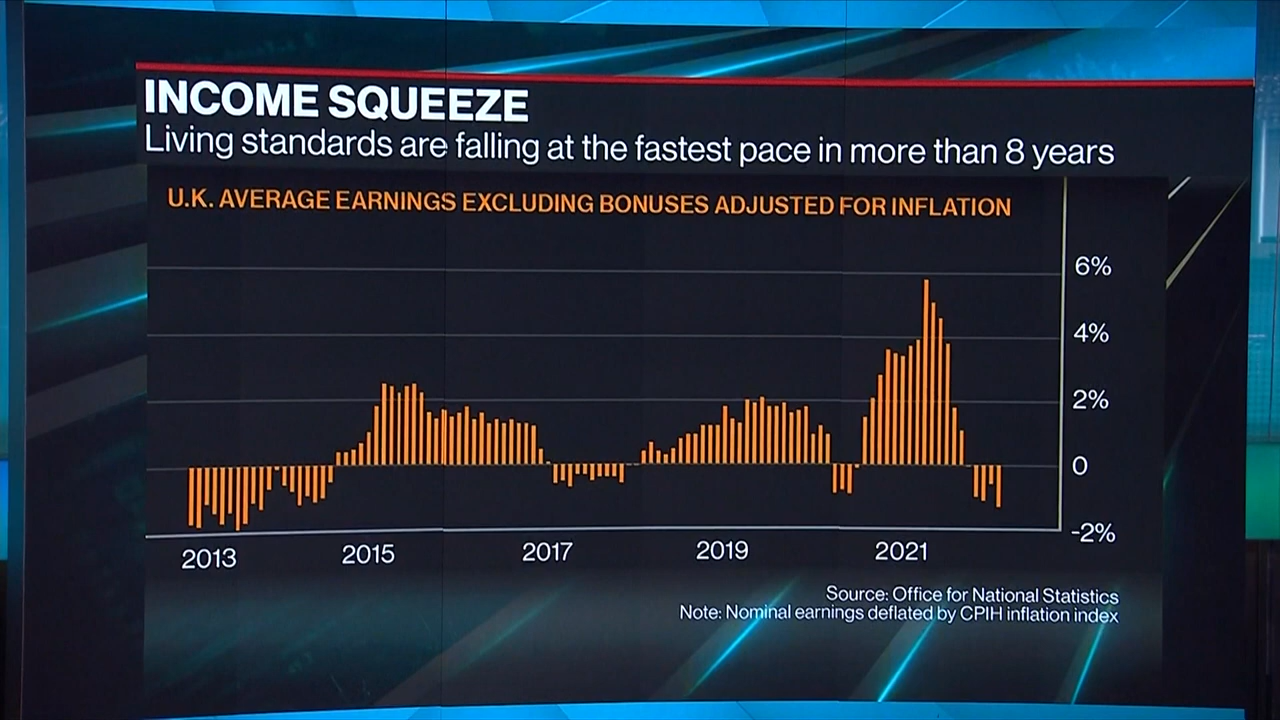 INCOME SQUEEZE
Living standards are falling at the fastest pace in more than 8 years
U.K. AVERAGE EARNINGS EXCLUDING BONUSES ADJUSTED FOR INFLATION
6%
4%
2%
0
-2%
2013 2015 2017 2019 2021
Source: Office for National Statistics
Note: Nominal earnings deflated by CPIH inflation index